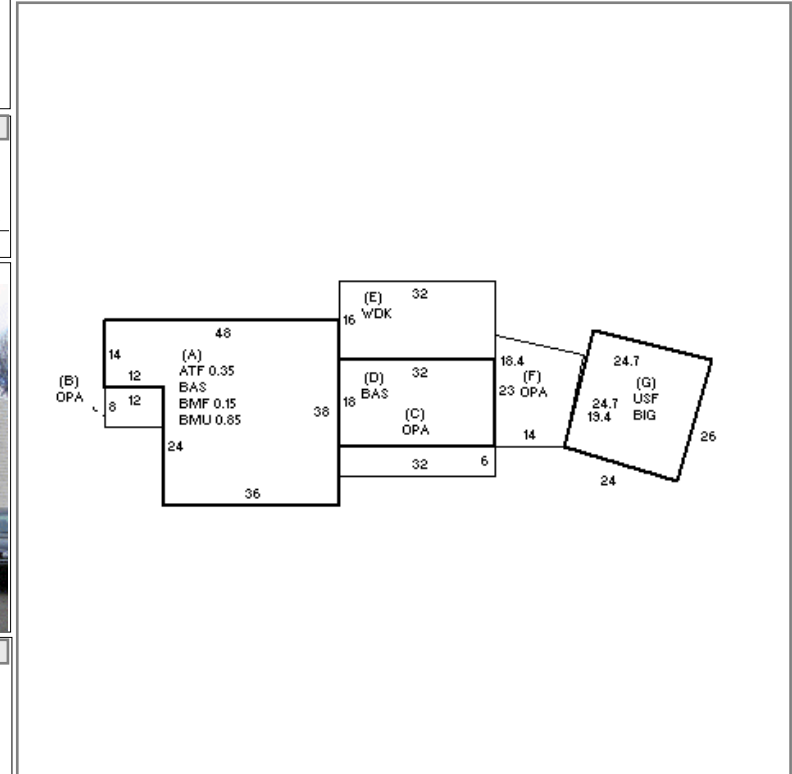 (E) 32
16 WDK
48
14 (A)
12 ATF 0.35
(B) BAS
OPA 8 12 BMF 0.15
BMU 0.85
38
24
36
18.4
(D) 32
BAS
18 (C)
OPA
32 6
23 (F)
OPA
14
24.7
(G)
24.7 USF
19.4 BIG
26
24